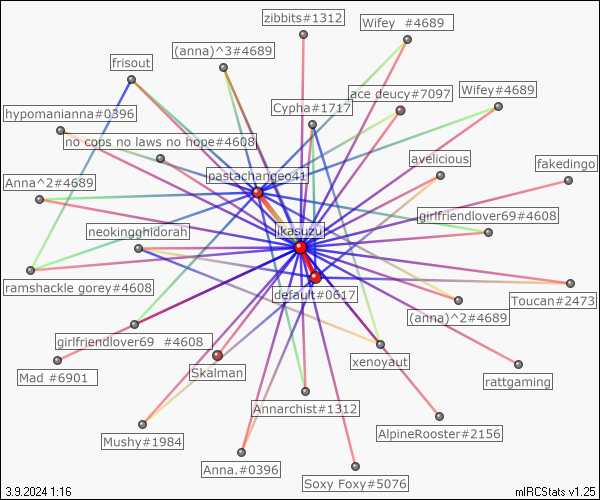 zibbits#1312
Wifey  #4689
(anna)^3#4689
frisout
ace deucy#7097
Wifey#4689
hypomanianna#0396
Cypha#1717
no cops no laws no hope#4608
avelicious
fakedingo
pastachangeo41
Anna^2#4689
girlfriendlover69#4608
neokingghidorah
ikasuzu
ramshackle gorey#4608
default#0617
Toucan#2473
(anna)^2#4689
girlfriendlover69  #4608
xenoyaut
Mad #6901
Skalman
rattgaming
Annarchist#1312
AlpineRooster#2156
Mushy#1984
Anna.#0396
Soxy Foxy#5076
3.9.2024 1:16
mIRCStats v1.25